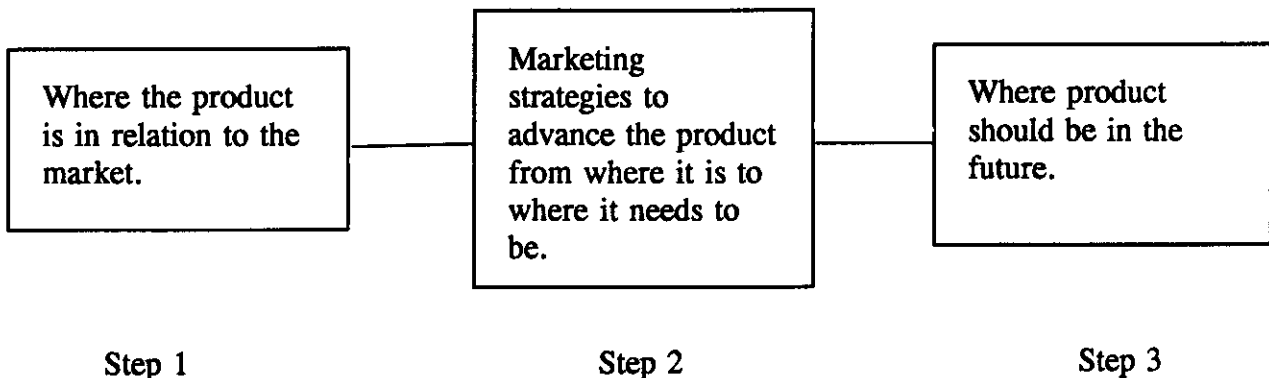 Where the product
is in relation to the
market.
Marketing
strategies to
advance the product
from where it is to
where it needs to
be.
Where product
should be in the
future.
Step 1
Step 2
Step 3